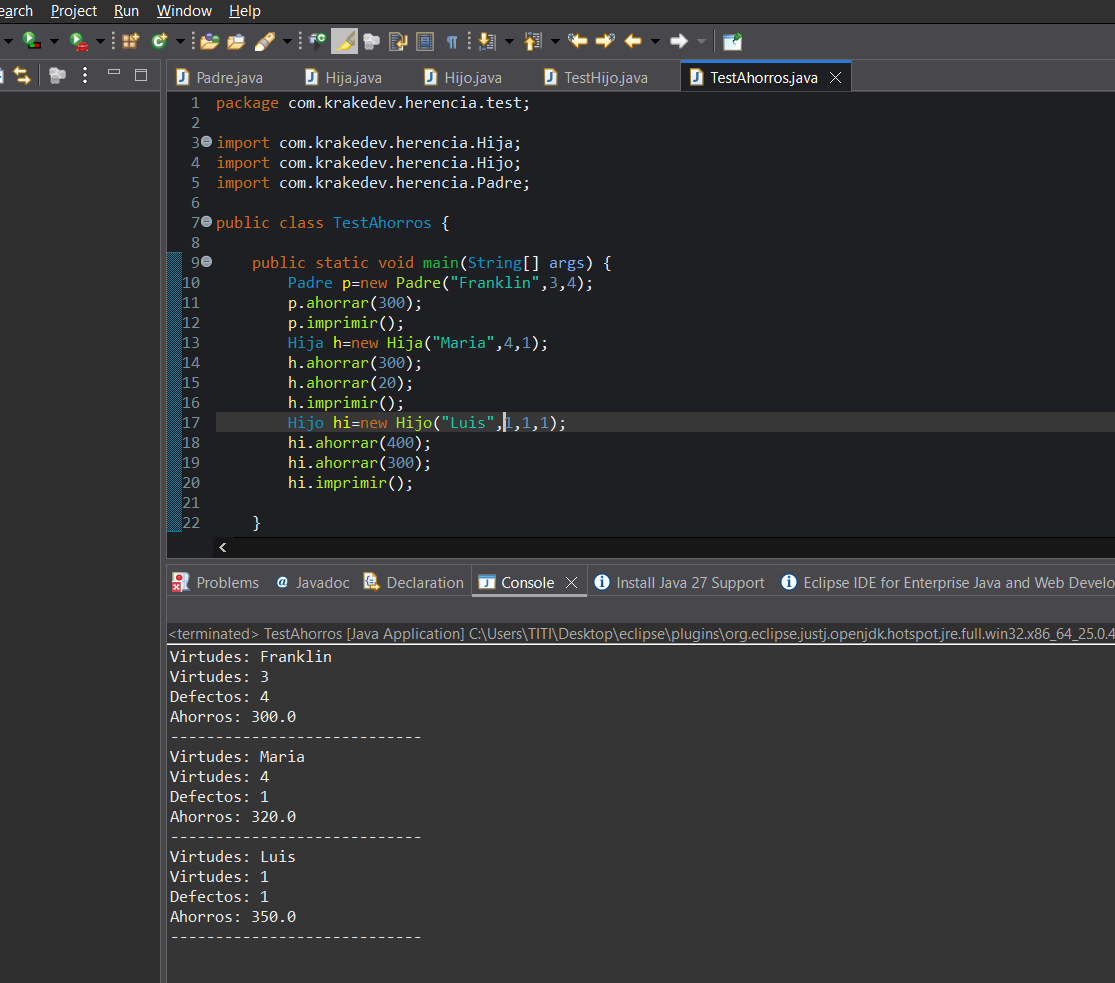 earch Project Run Window Help
Padre.java Hija.java Hijo.java TestHijo.java TestAhorros.java
1 package com.krakedev.herencia.test;
2
3 import com.krakedev.herencia.Hija;
4 import com.krakedev.herencia.Hijo;
5 import com.krakedev.herencia.Padre;
6
7 public class TestAhorros {
8
9 public static void main(String[] args) {
10 Padre p=new Padre("Franklin",3,4);
11 p.ahorrar(300);
12 p.imprimir();
13 Hija h=new Hija("Maria",4,1);
14 h.ahorrar(300);
15 h.ahorrar(20);
16 h.imprimir();
17 Hijo hi=new Hijo("Luis",1,1,1);
18 hi.ahorrar(400);
19 hi.ahorrar(300);
20 hi.imprimir();
21
22 }
Problems Javadoc Declaration Console Install Java 27 Support Eclipse IDE for Enterprise Java and Web Develo
<terminated> TestAhorros [Java Application] C:\Users\TITI\Desktop\eclipse\plugins\org.eclipse.justj.openjdk.hotspot.jre.full.win32.x86_64_25.0.4
Virtudes: Franklin
Virtudes: 3
Defectos: 4
Ahorros: 300.0
----------------------------
Virtudes: Maria
Virtudes: 4
Defectos: 1
Ahorros: 320.0
----------------------------
Virtudes: Luis
Virtudes: 1
Defectos: 1
Ahorros: 350.0
----------------------------